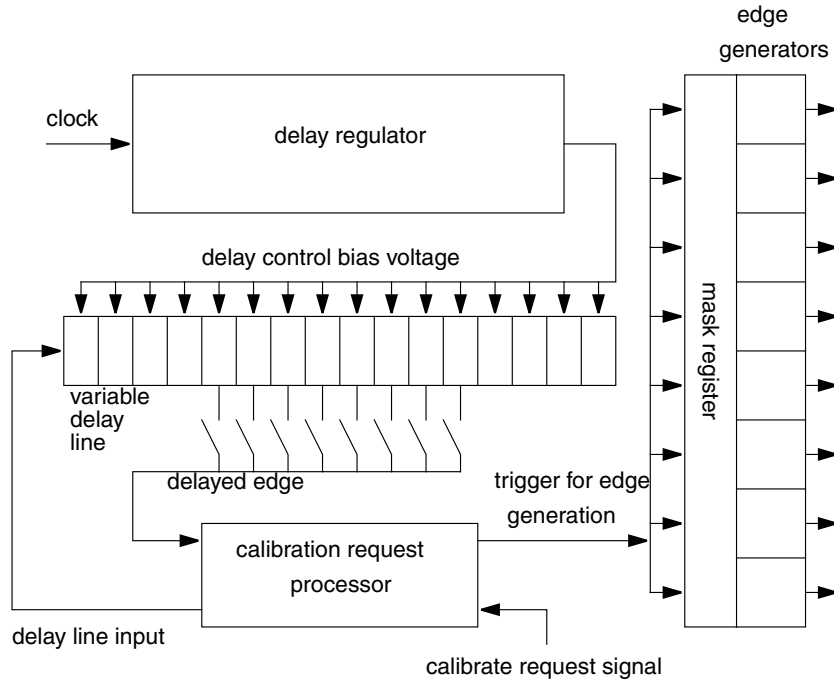 edge
generators
clock
delay regulator
delay control bias voltage
mask register
variable
delay
line
delayed edge
trigger for edge
generation
calibration request
processor
delay line input
calibrate request signal